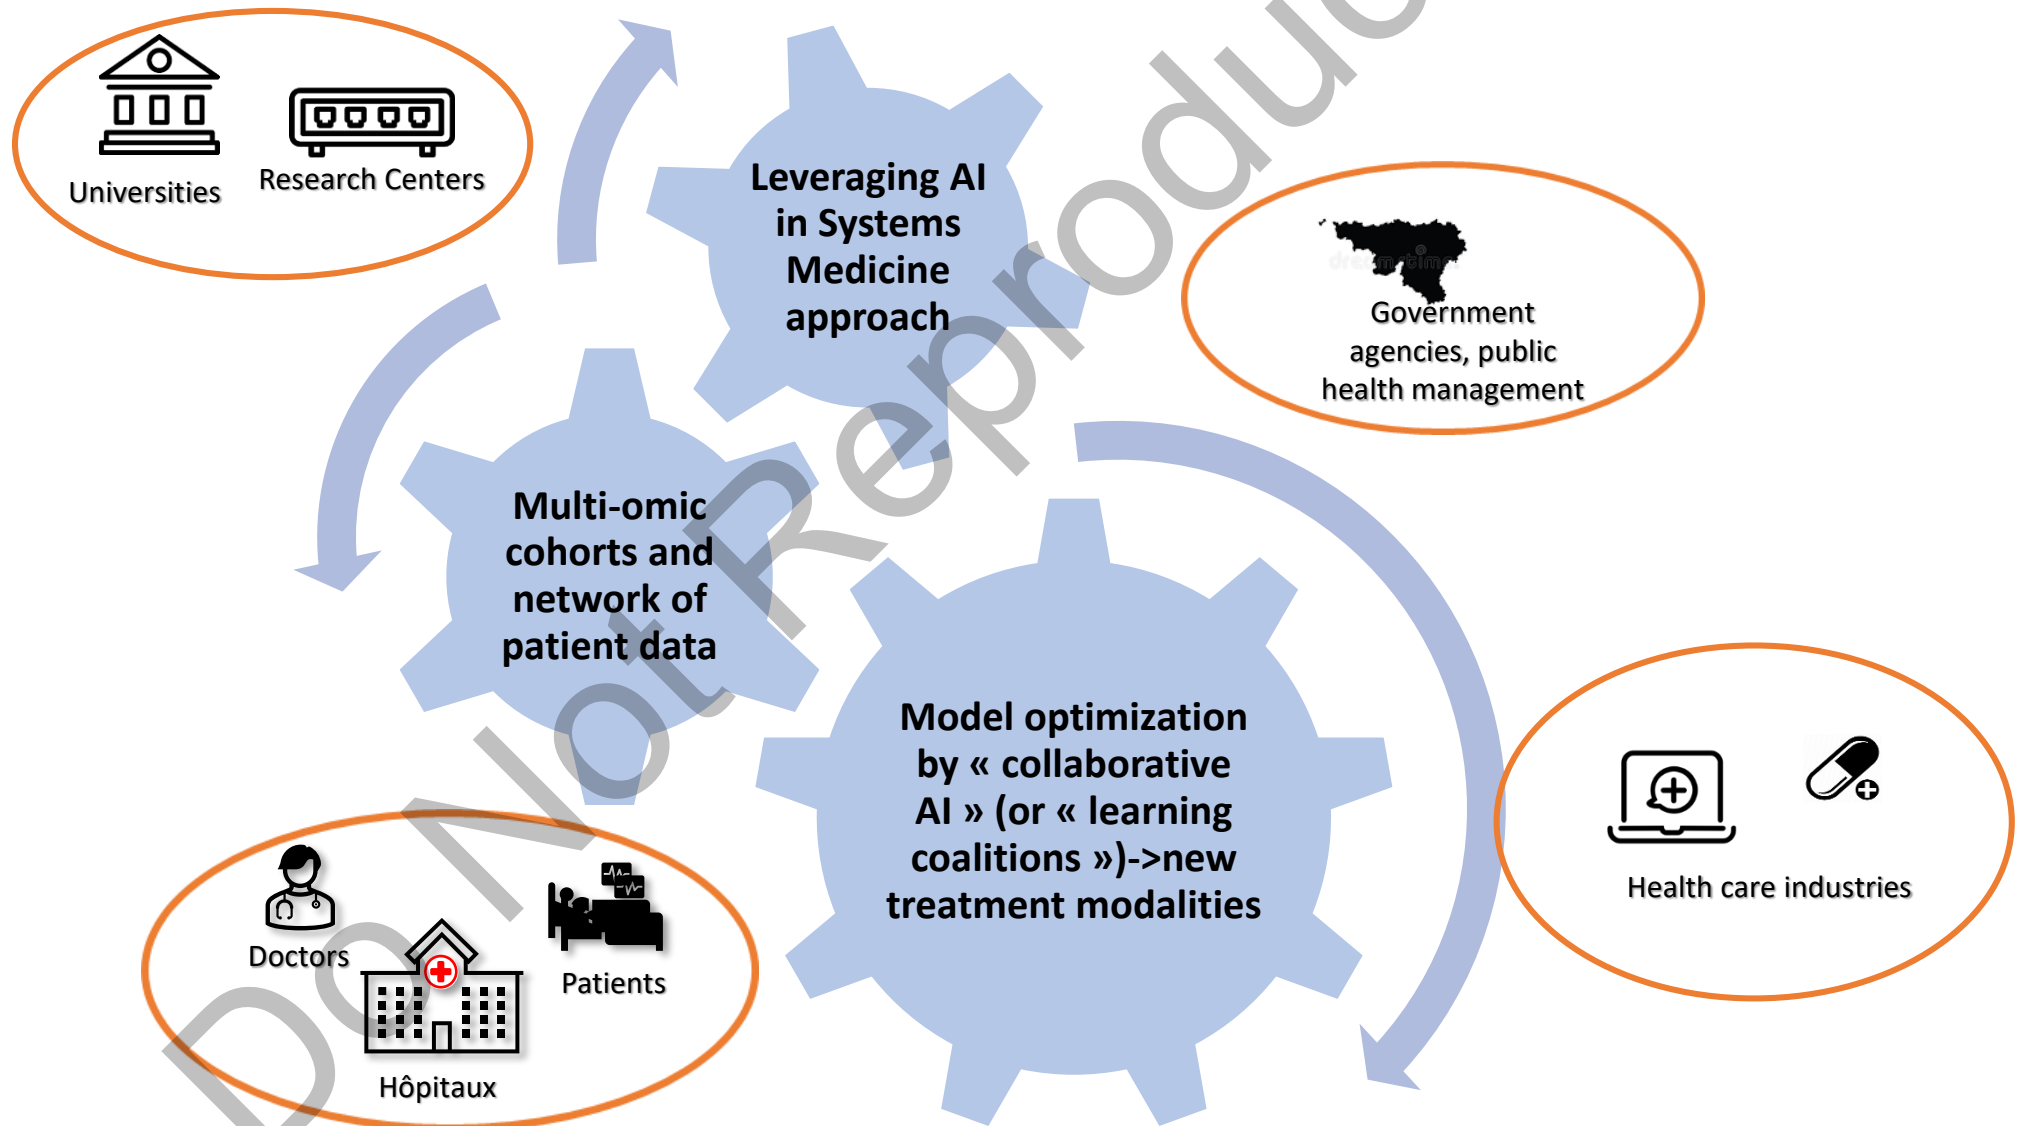 Universities
Research Centers
Leveraging AI
in Systems
Medicine
approach
dreamstime
Government
agencies, public
health management
Multi-omic
cohorts and
network of
patient data
Model optimization
by « collaborative
AI » (or « learning
coalitions »)->new
treatment modalities
Health care industries
Doctors
Patients
Hôpitaux
Do Not Reproduc